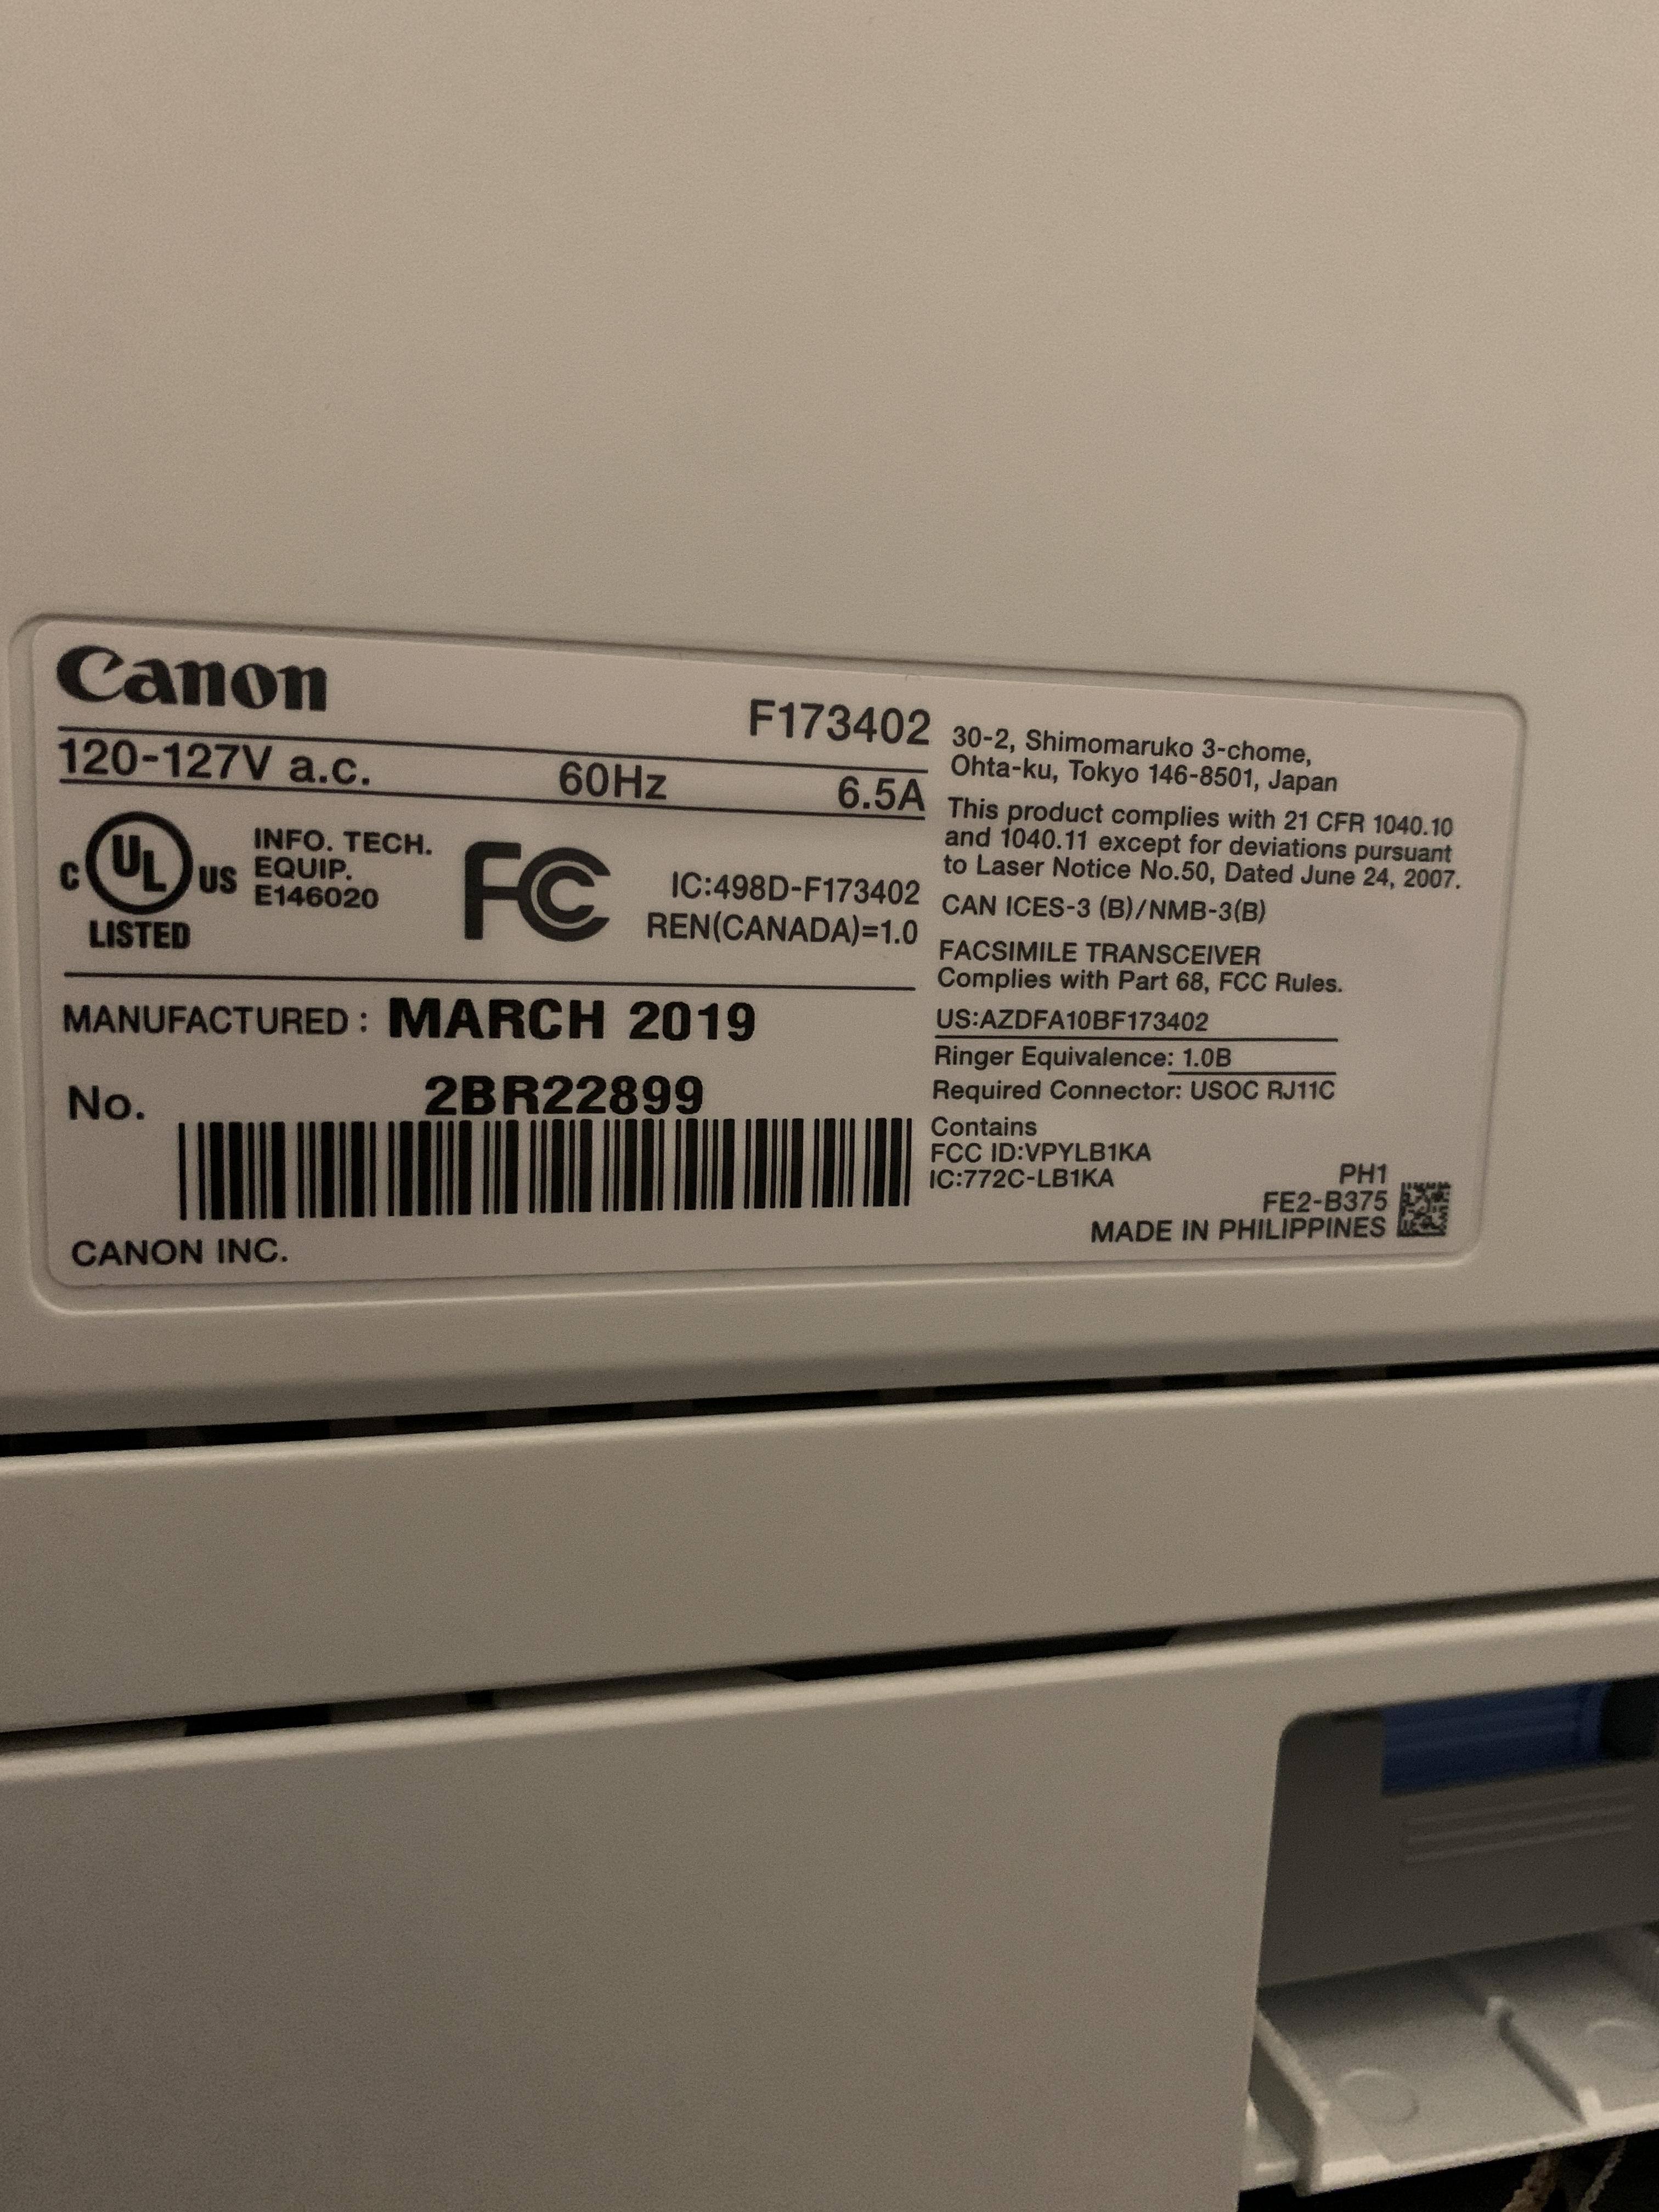 Canon
F173402
120-127V a.c. 60Hz 6.5A
C UL US
LISTED
INFO. TECH.
EQUIP.
E146020
FC
IC:498D-F173402
REN(CANADA)=1.0
MANUFACTURED : MARCH 2019
No. 2BR22899
CANON INC.
30-2, Shimomaruko 3-chome,
Ohta-ku, Tokyo 146-8501, Japan
This product complies with 21 CFR 1040.10
and 1040.11 except for deviations pursuant
to Laser Notice No.50, Dated June 24, 2007.
CAN ICES-3 (B)/NMB-3(B)
FACSIMILE TRANSCEIVER
Complies with Part 68, FCC Rules.
US:AZDFA10BF173402
Ringer Equivalence: 1.0B
Required Connector: USOC RJ11C
Contains
FCC ID:VPYLB1KA
IC:772C-LB1KA
PH1
FE2-B375
MADE IN PHILIPPINES